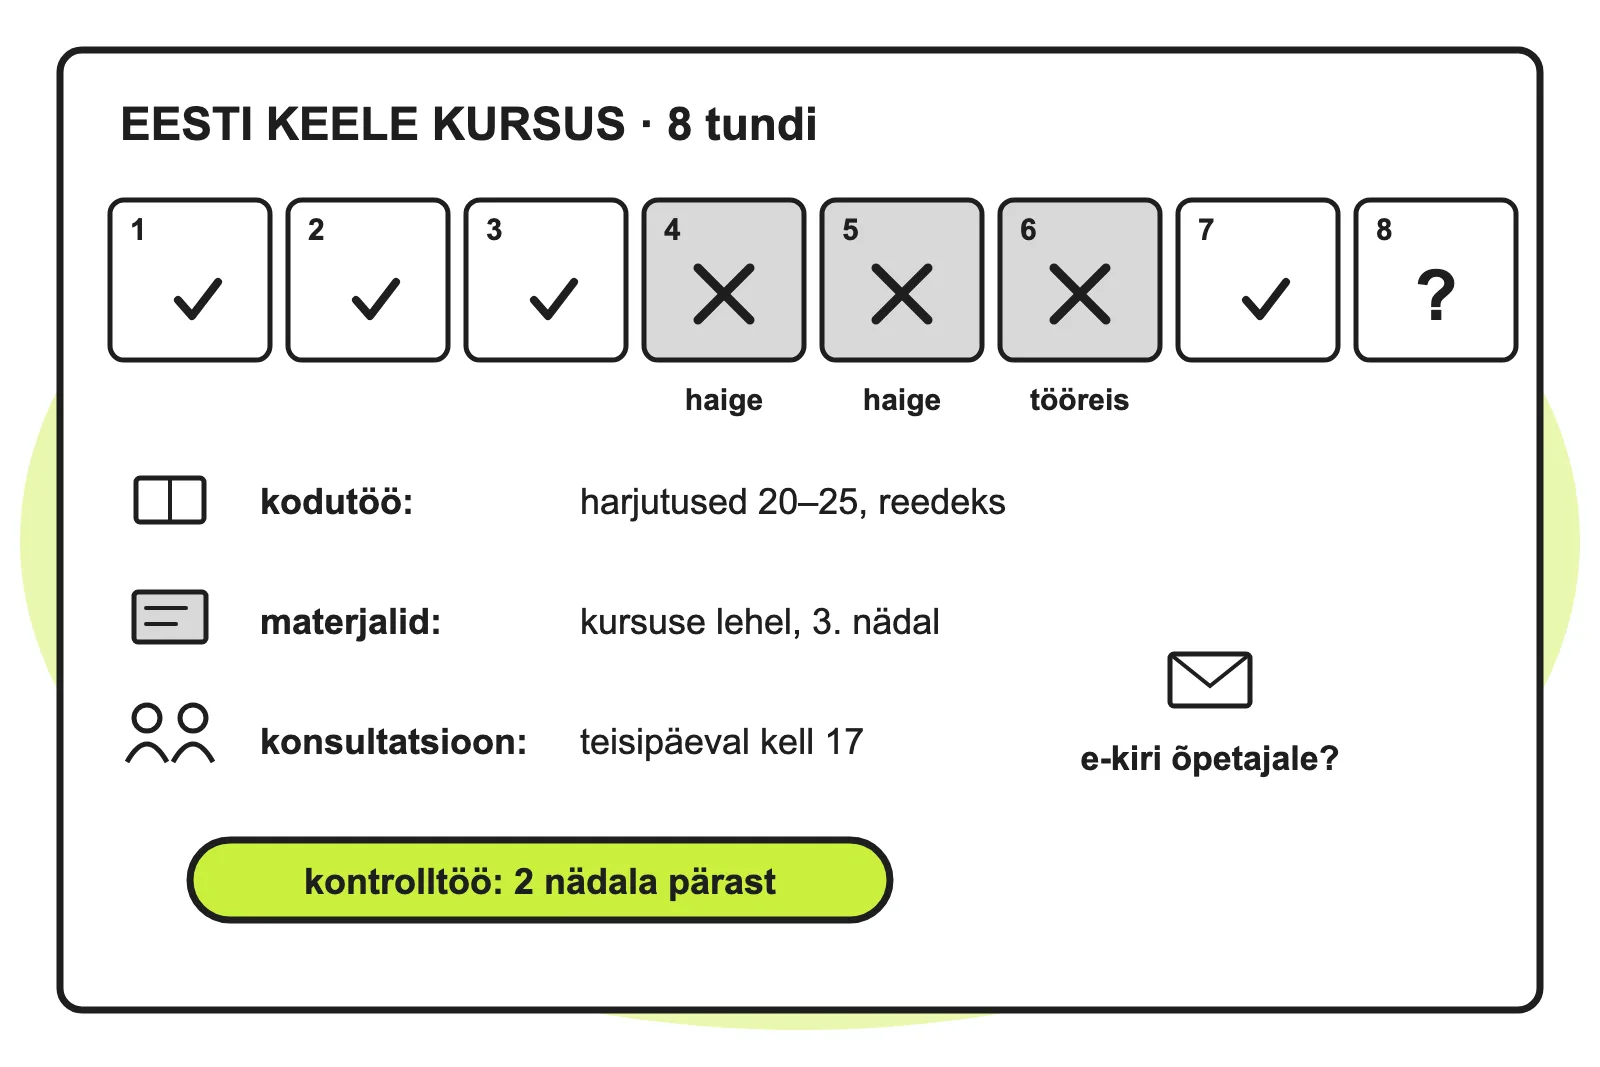 EESTI KEELE KURSUS · 8 tundi
1 2 3 4 5 6 7 8
?
haige haige tööreis
kodutöö: harjutused 20–25, reedeks
materjalid: kursuse lehel, 3. nädal
konsultatsioon: teisipäeval kell 17
e-kiri õpetajale?
kontrolltöö: 2 nädala pärast